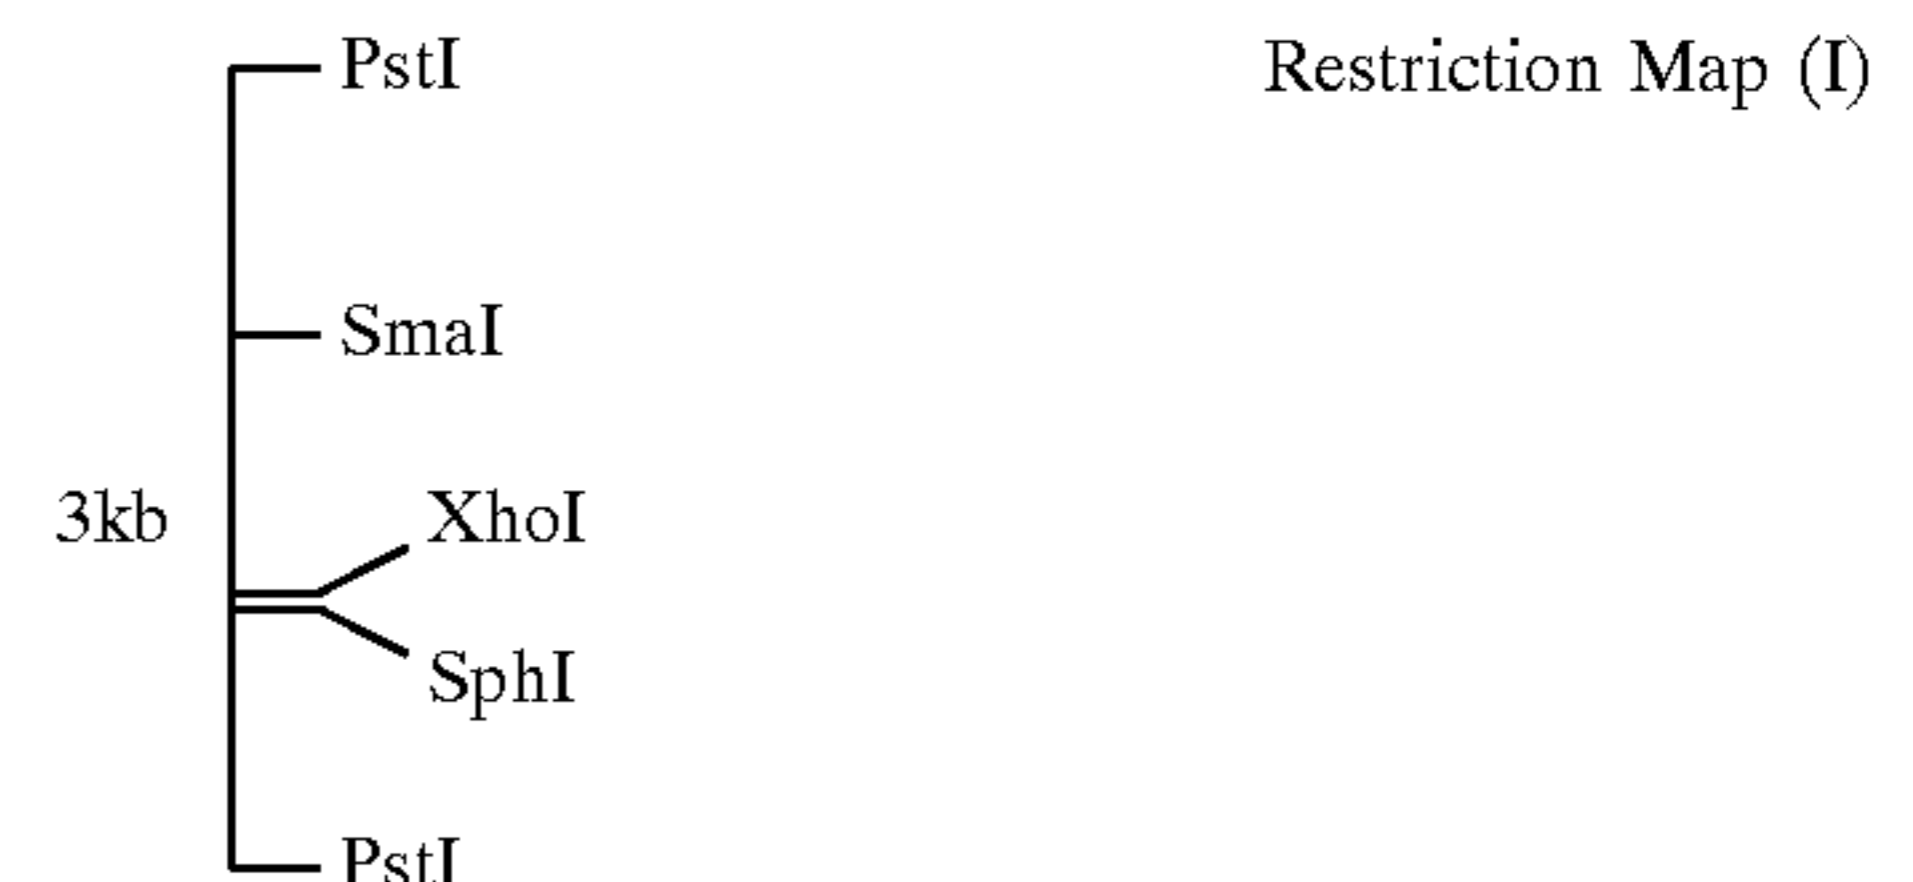 PstI
Restriction Map (I)
SmaI
3kb
XhoI
SphI
PstI